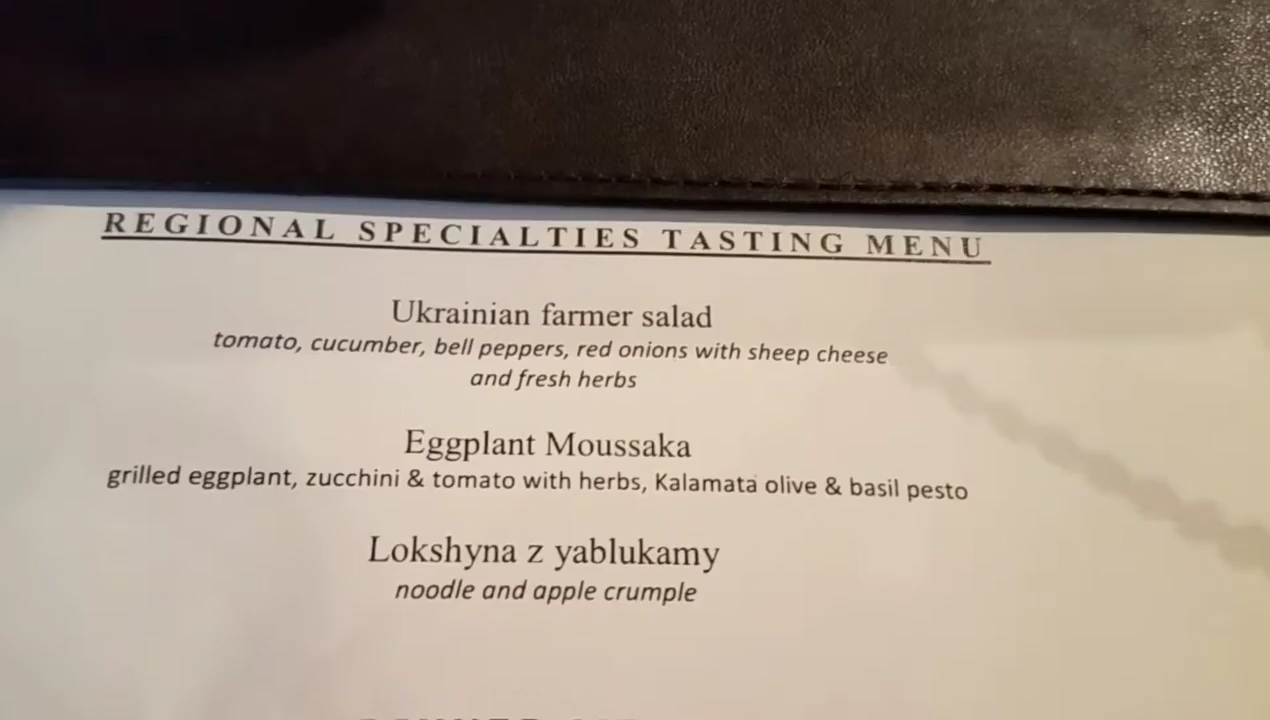 REGIONAL SPECIALTIES TASTING MENU
Ukrainian farmer salad
tomato, cucumber, bell peppers, red onions with sheep cheese
and fresh herbs
Eggplant Moussaka
grilled eggplant, zucchini & tomato with herbs, Kalamata olive & basil pesto
Lokshyna z yablukamy
noodle and apple crumple